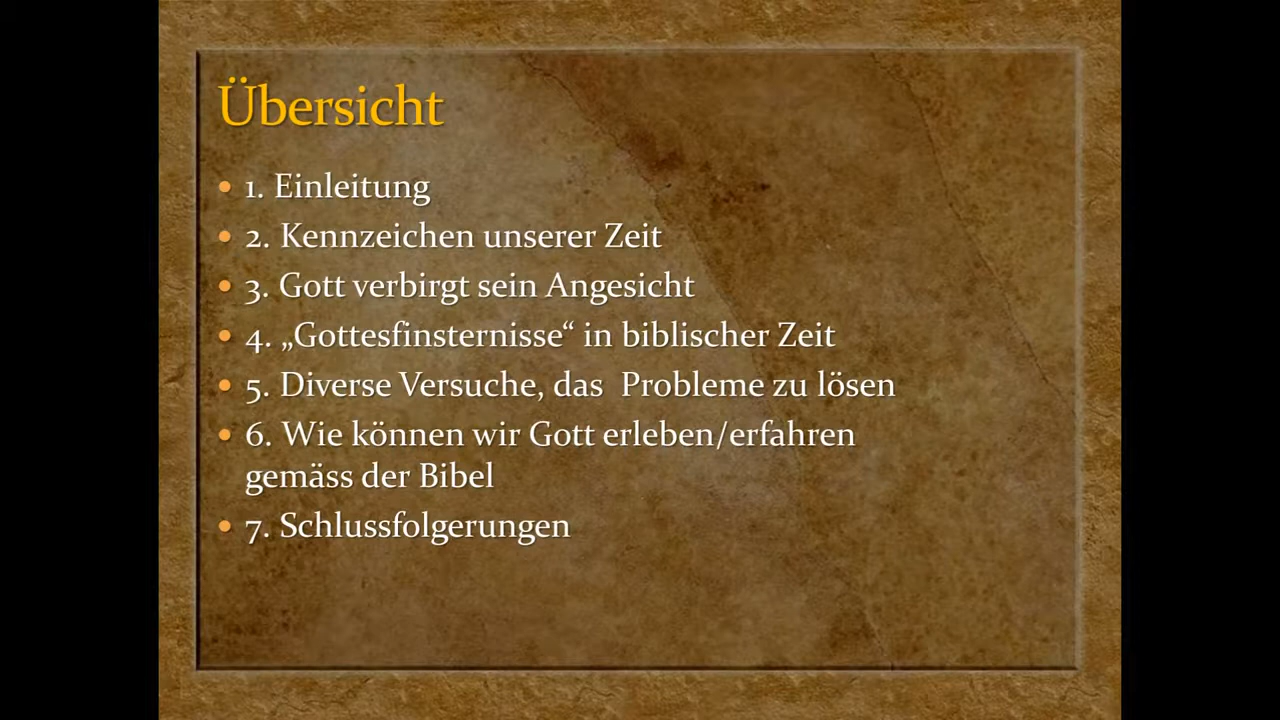 Übersicht
• 1. Einleitung
• 2. Kennzeichen unserer Zeit
• 3. Gott verbirgt sein Angesicht
• 4. „Gottesfinsternisse“ in biblischer Zeit
• 5. Diverse Versuche, das  Probleme zu lösen
• 6. Wie können wir Gott erleben/erfahren
gemäss der Bibel
• 7. Schlussfolgerungen